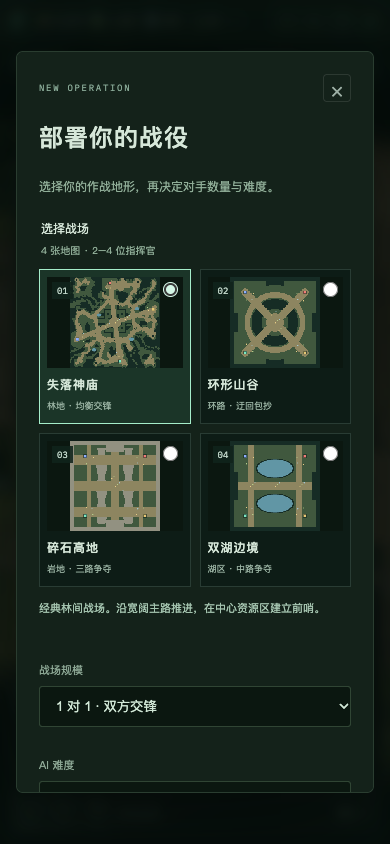 NEW OPERATION
部署你的战役
选择你的作战地形，再决定对手数量与难度。
选择战场
4 张地图 · 2—4 位指挥官
01
02
失落神庙
环形山谷
林地 · 均衡交锋
环路 · 迂回包抄
03
04
碎石高地
双湖边境
岩地 · 三路争夺
湖区 · 中路争夺
经典林间战场。沿宽阔主路推进，在中心资源区建立前哨。
战场规模
1 对 1 · 双方交锋
AI 难度